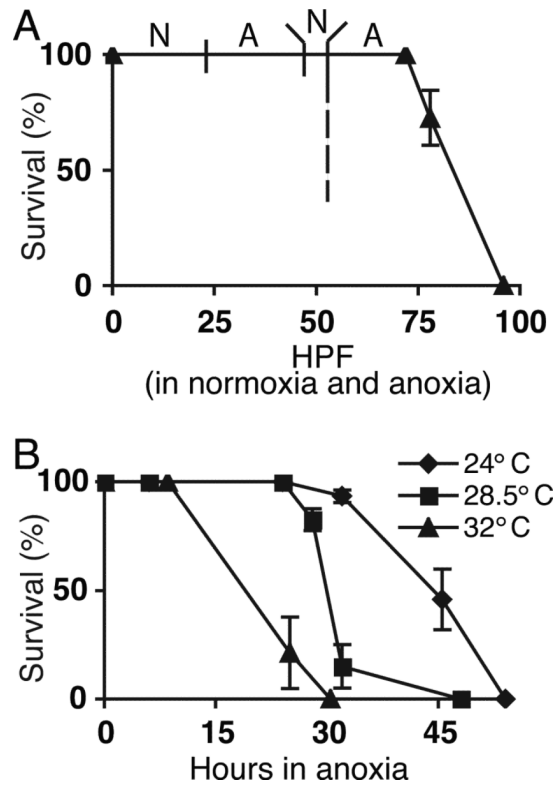 A
N A N A
100
Survival (%)
50
0
0 25 50 75 100
HPF
(in normoxia and anoxia)
B
24° C
28.5° C
32° C
100
Survival (%)
50
0
0 15 30 45
Hours in anoxia